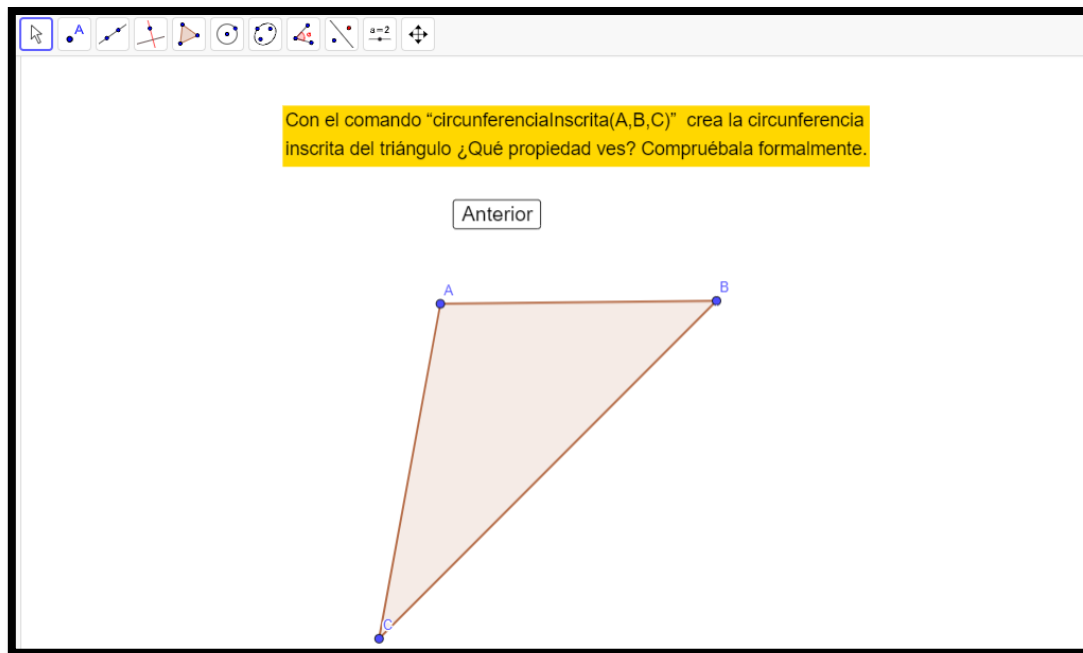 A
a=2
Con el comando “circunferenciaInscrita(A,B,C)” crea la circunferencia
inscrita del triángulo ¿Qué propiedad ves? Compruébala formalmente.
Anterior
A
B
C